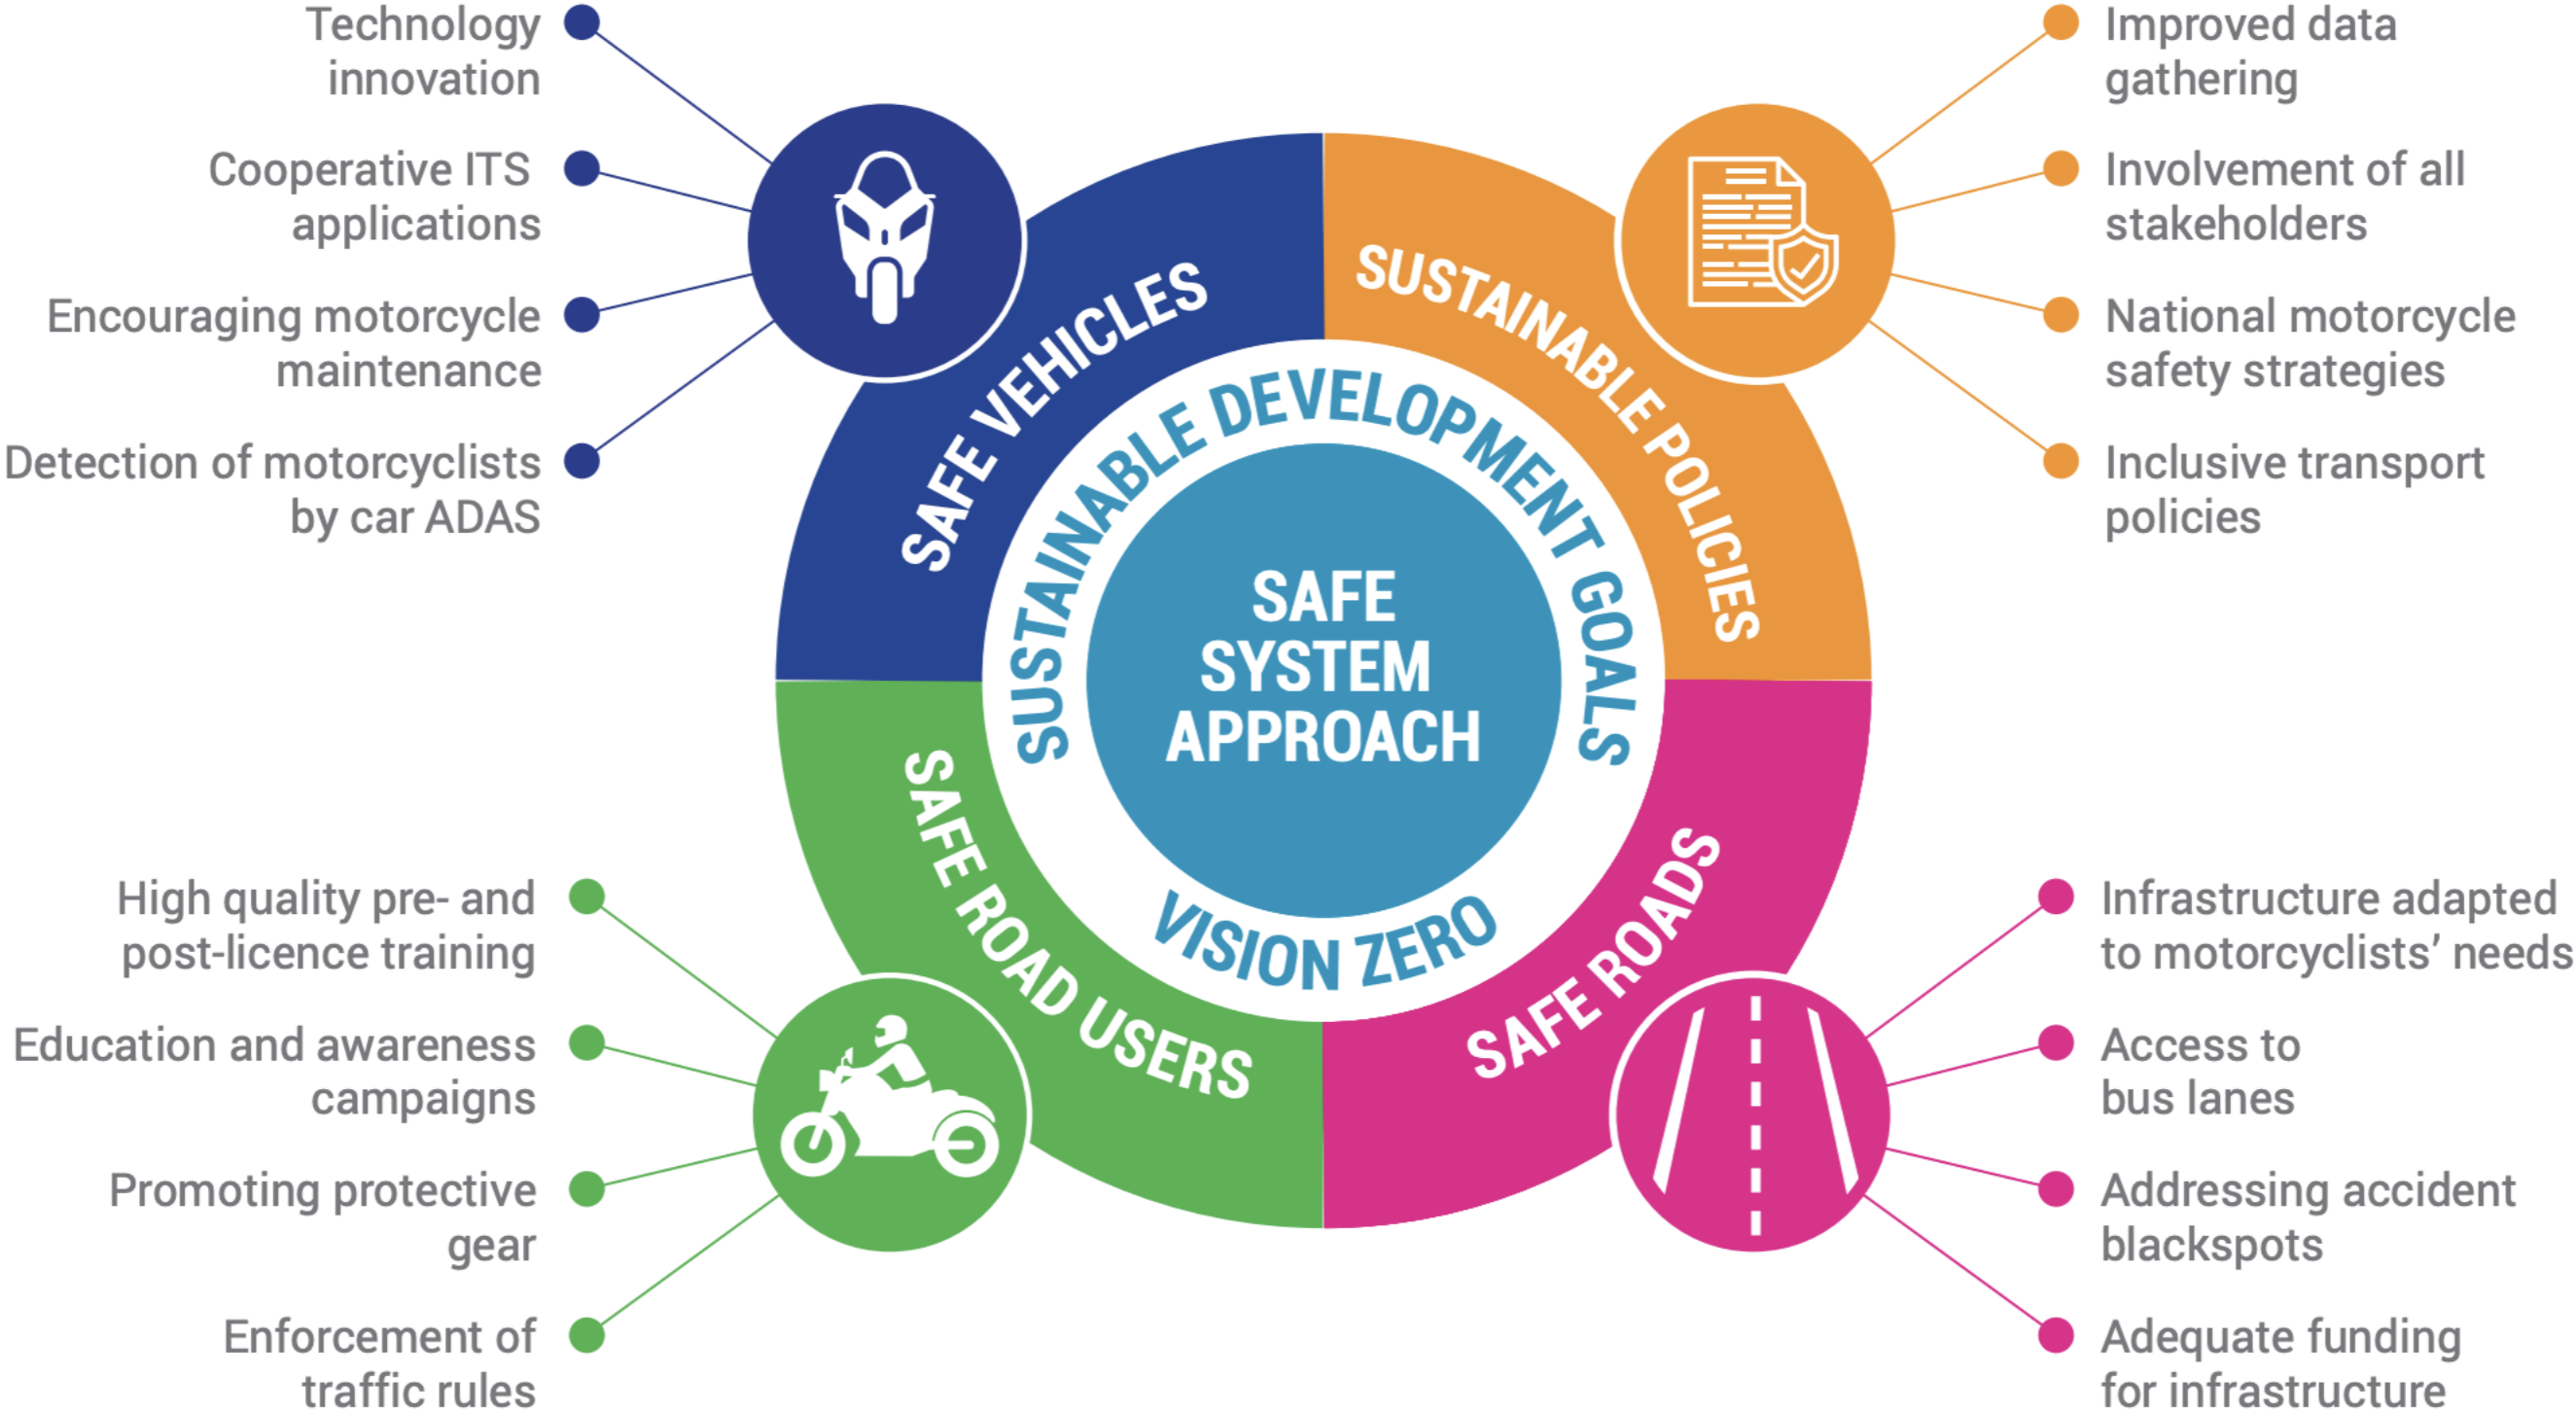 Technology
innovation
Cooperative ITS
applications
Encouraging motorcycle
maintenance
Detection of motorcyclists
by car ADAS
Improved data
gathering
Involvement of all
stakeholders
National motorcycle
safety strategies
Inclusive transport
policies
SAFE VEHICLES
SUSTAINABLE POLICIES
SUSTAINABLE DEVELOPMENT GOALS
SAFE
SYSTEM
APPROACH
VISION ZERO
SAFE ROAD USERS
SAFE ROADS
High quality pre- and
post-licence training
Education and awareness
campaigns
Promoting protective
gear
Enforcement of
traffic rules
Infrastructure adapted
to motorcyclists’ needs
Access to
bus lanes
Addressing accident
blackspots
Adequate funding
for infrastructure